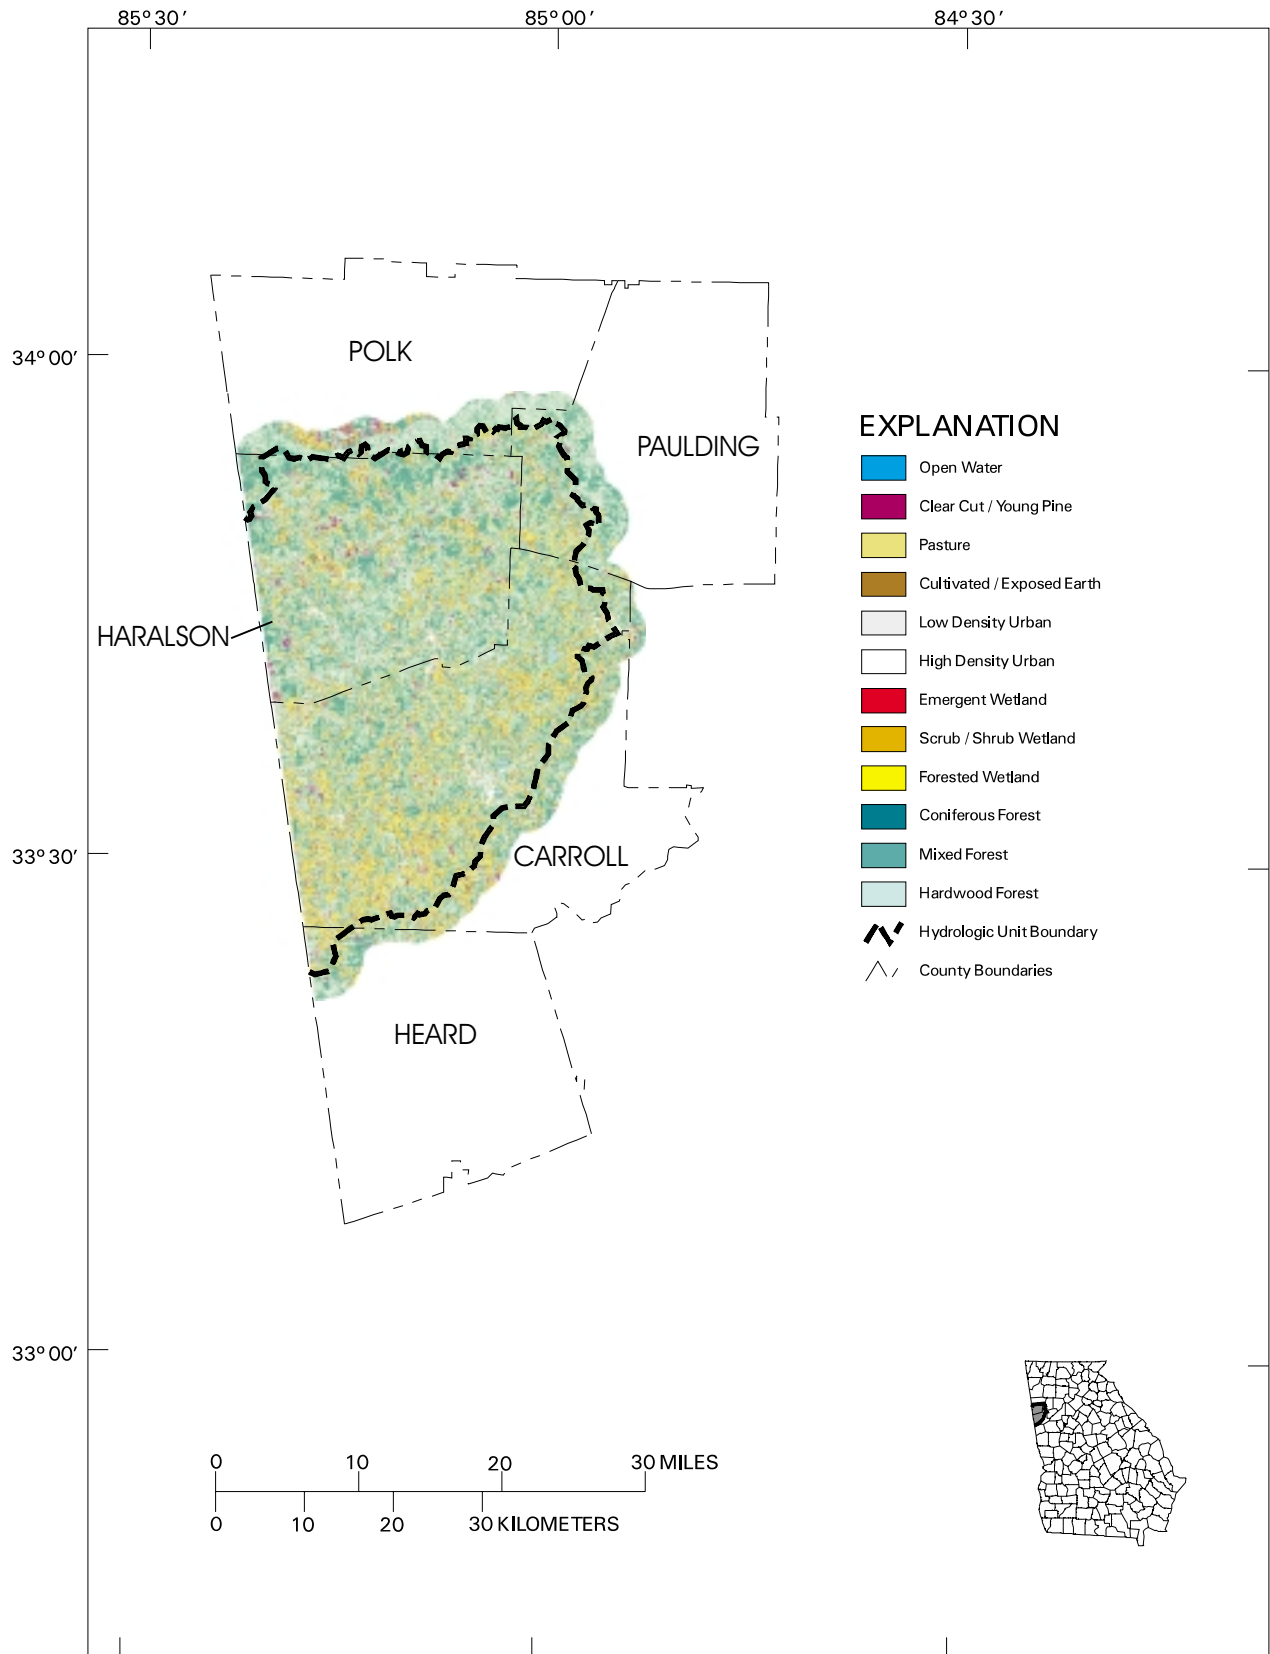 85°30′ 85°00′ 84°30′
34°00′
POLK
PAULDING
HARALSON
33°30′
CARROLL
HEARD
33°00′
EXPLANATION
Open Water
Clear Cut / Young Pine
Pasture
Cultivated / Exposed Earth
Low Density Urban
High Density Urban
Emergent Wetland
Scrub / Shrub Wetland
Forested Wetland
Coniferous Forest
Mixed Forest
Hardwood Forest
Hydrologic Unit Boundary
County Boundaries
0 10 20 30 MILES
0 10 20 30 KILOMETERS